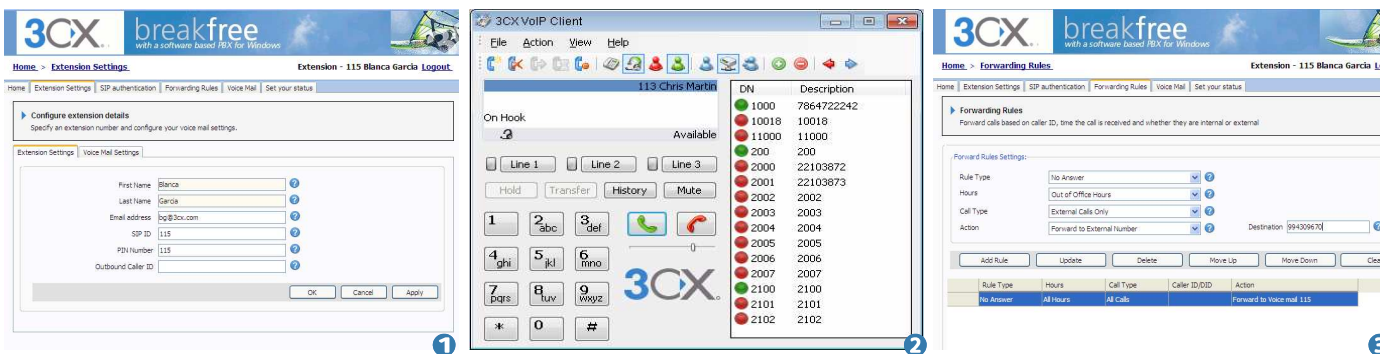 3CX
breakfree
with a software based PBX for Windows
Home > Extension Settings
Extension - 115 Blanca Garcia Logout
Home Extension Settings SIP authentication Forwarding Rules Voice Mail Set your status
Configure extension details
Specify an extension number and configure your voice mail settings.
Extension Settings Voice Mail Settings
First Name Blanca
Last Name Garcia
Email address bg@3cx.com
SIP ID 115
PIN Number 115
Outbound Caller ID
OK Cancel Apply
1
3CX VoIP Client
File Action View Help
113 Chris Martin
On Hook
Available
Line 1 Line 2 Line 3
Hold Transfer History Mute
1 2 abc 3 def
4 ghi 5 jkl 6 mno
7 pqrs 8 tuv 9 wxyz
* 0 #
3CX
DN Description
1000 7864722242
10018 10018
11000 11000
200 200
2000 22103872
2001 22103873
2002 2002
2003 2003
2004 2004
2005 2005
2006 2006
2007 2007
2100 2100
2101 2101
2102 2102
2
3CX
breakfree
with a software based PBX for Windows
Home > Forwarding Rules
Extension - 115 Blanca Garcia
Home Extension Settings SIP authentication Forwarding Rules Voice Mail Set your status
Forwarding Rules
Forward calls based on caller ID, time the call is received and whether they are internal or external
Forward Rules Settings:
Rule Type No Answer
Hours Out of Office Hours
Call Type External Calls Only
Action Forward to External Number Destination 994309670
Add Rule Update Delete Move Up Move Down
Rule Type Hours Call Type Caller ID/DID Action
No Answer All Hours All Calls Forward to Voice mail 115